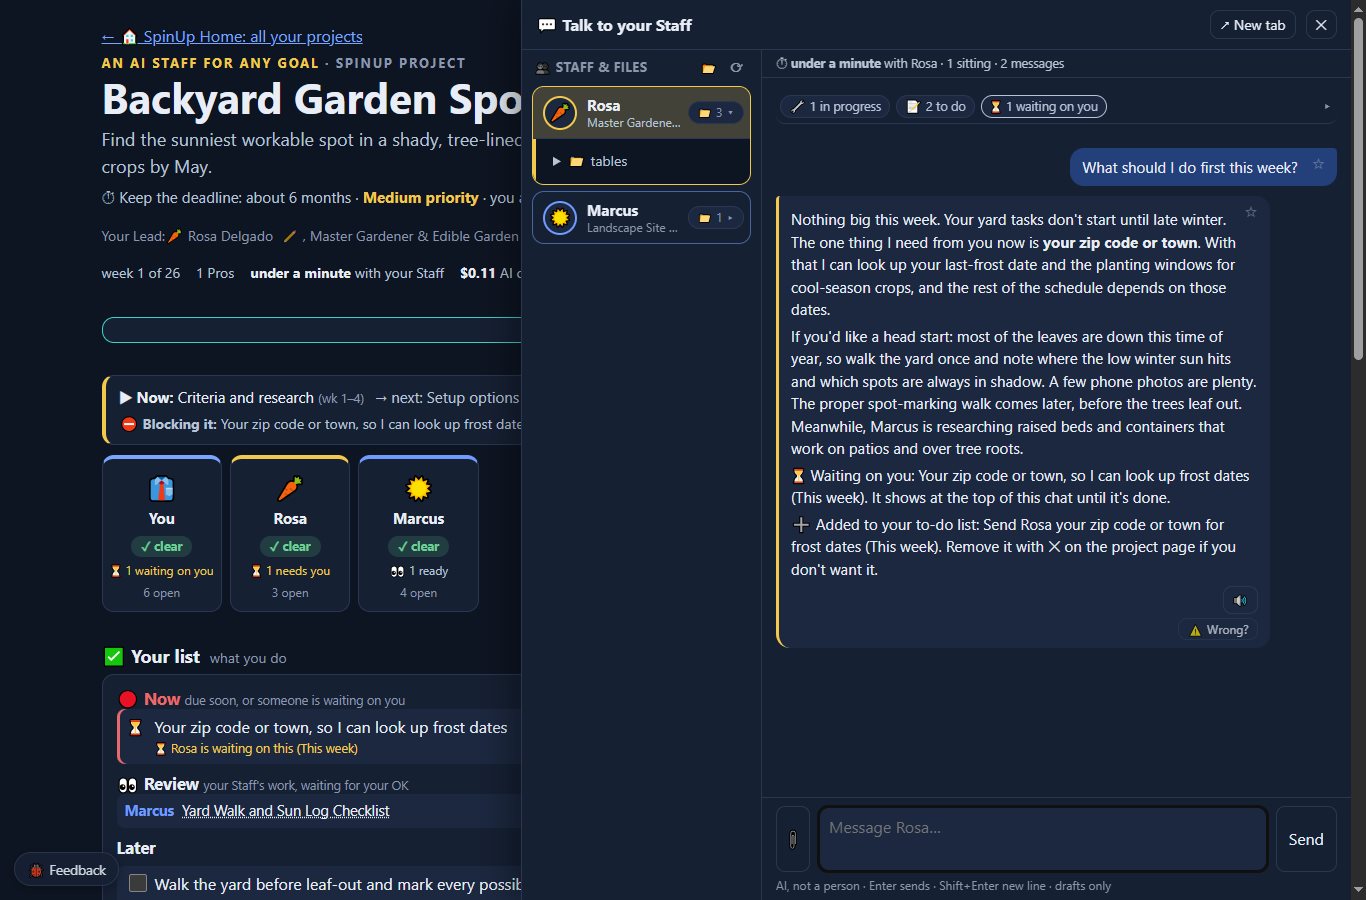 ← 🏠 SpinUp Home: all your projects
AN AI STAFF FOR ANY GOAL · SPINUP PROJECT
Backyard Garden Spo
Find the sunniest workable spot in a shady, tree-lined
crops by May.
⏱ Keep the deadline: about 6 months · Medium priority · you a
Your Lead: 🥕 Rosa Delgado , Master Gardener & Edible Garden
week 1 of 26 1 Pros under a minute with your Staff $0.11 AI c
▶ Now: Criteria and research (wk 1–4) → next: Setup options
⛔ Blocking it: Your zip code or town, so I can look up frost date
You
✓ clear
⏳ 1 waiting on you
6 open
Rosa
✓ clear
⏳ 1 needs you
3 open
Marcus
✓ clear
👀 1 ready
4 open
✅ Your list what you do
🔴 Now due soon, or someone is waiting on you
⏳ Your zip code or town, so I can look up frost dates
⏳ Rosa is waiting on this (This week)
👀 Review your Staff's work, waiting for your OK
Marcus Yard Walk and Sun Log Checklist
Later
Walk the yard before leaf-out and mark every possib
🐞 Feedback
💬 Talk to your Staff
↗ New tab
✕
👥 STAFF & FILES
Rosa
Master Gardene...
📁 3 ▾
▶ 📁 tables
Marcus
Landscape Site ...
📁 1 ▸
⏱ under a minute with Rosa · 1 sitting · 2 messages
🔧 1 in progress 📝 2 to do ⏳ 1 waiting on you ▸
What should I do first this week? ☆
Nothing big this week. Your yard tasks don't start until late winter.
The one thing I need from you now is your zip code or town. With
that I can look up your last-frost date and the planting windows for
cool-season crops, and the rest of the schedule depends on those
dates.
If you'd like a head start: most of the leaves are down this time of
year, so walk the yard once and note where the low winter sun hits
and which spots are always in shadow. A few phone photos are plenty.
The proper spot-marking walk comes later, before the trees leaf out.
Meanwhile, Marcus is researching raised beds and containers that
work on patios and over tree roots.
⏳ Waiting on you: Your zip code or town, so I can look up frost dates
(This week). It shows at the top of this chat until it's done.
➕ Added to your to-do list: Send Rosa your zip code or town for
frost dates (This week). Remove it with ✕ on the project page if you
don't want it.
⚠ Wrong?
Message Rosa...
Send
AI, not a person · Enter sends · Shift+Enter new line · drafts only